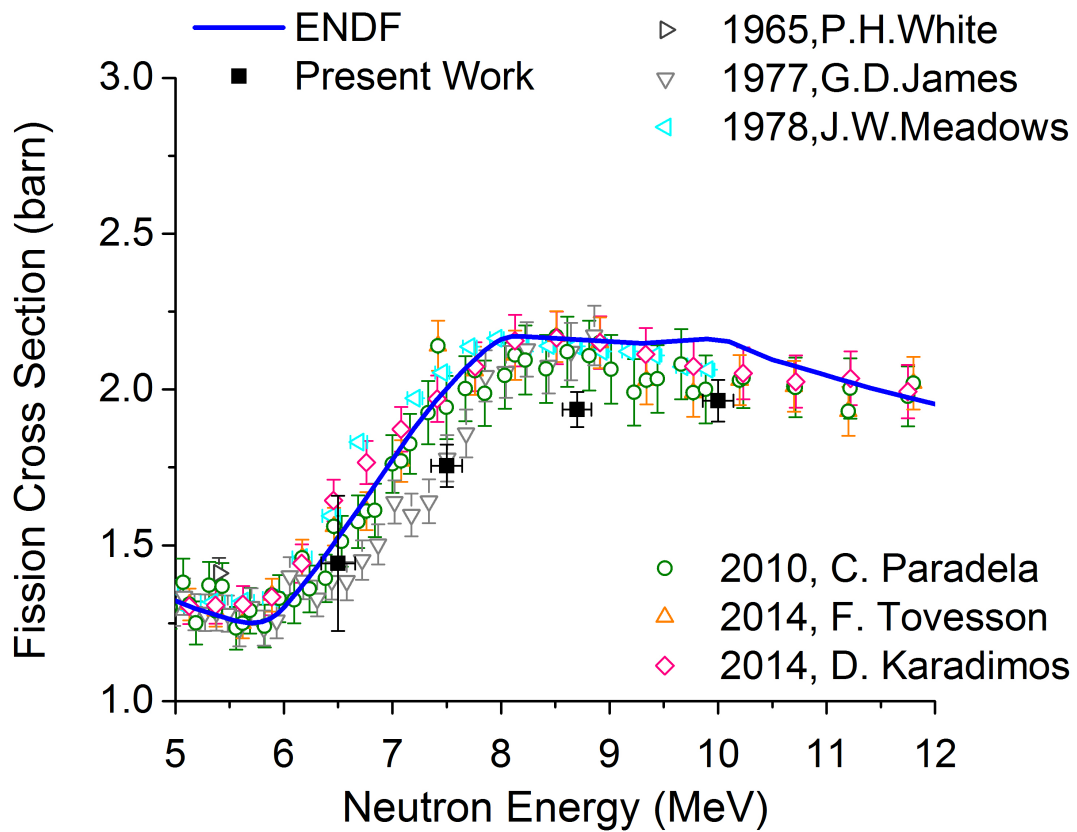 ENDF
Present Work
1965,P.H.White
1977,G.D.James
1978,J.W.Meadows
3.0
2.5
2.0
1.5
1.0
Fission Cross Section (barn)
2010, C. Paradela
2014, F. Tovesson
2014, D. Karadimos
5 6 7 8 9 10 11 12
Neutron Energy (MeV)